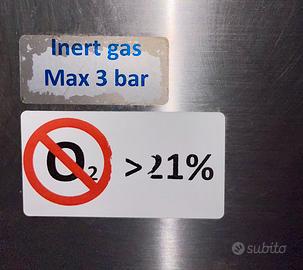 Inert gas
Max 3 bar
O₂ >21%
subito